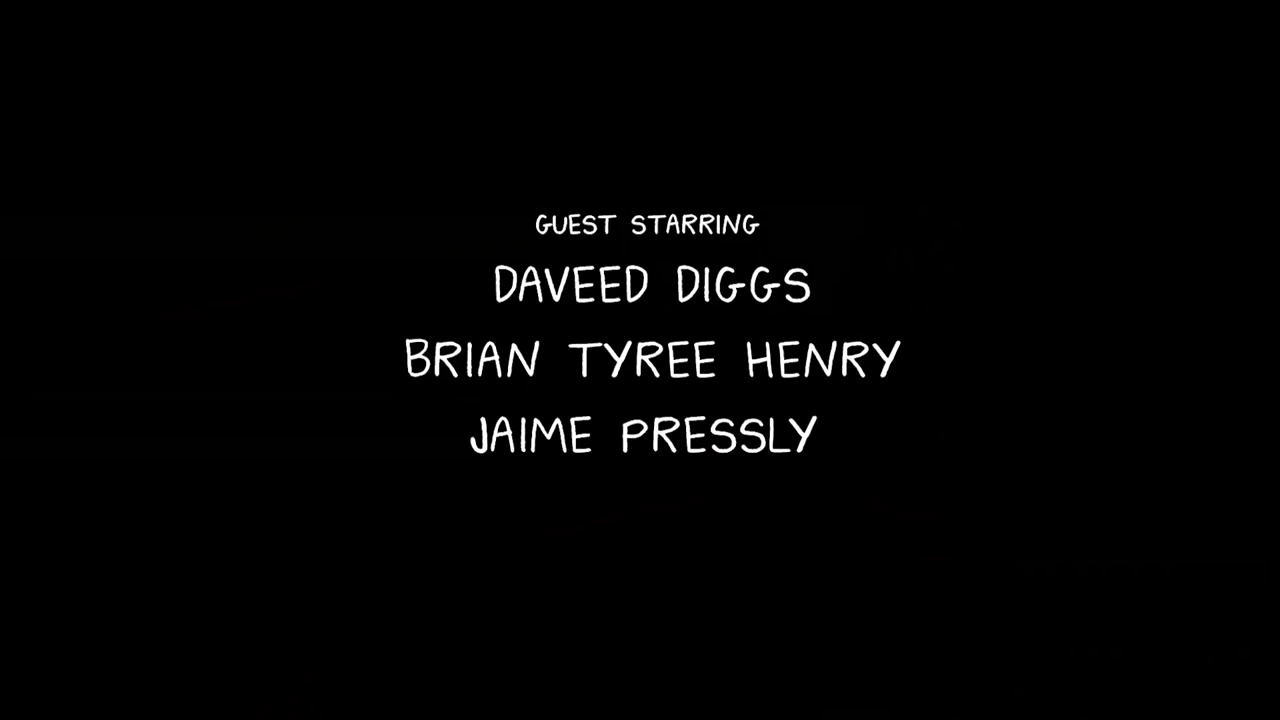 GUEST STARRING
DAVEED DIGGS
BRIAN TYREE HENRY
JAIME PRESSLY